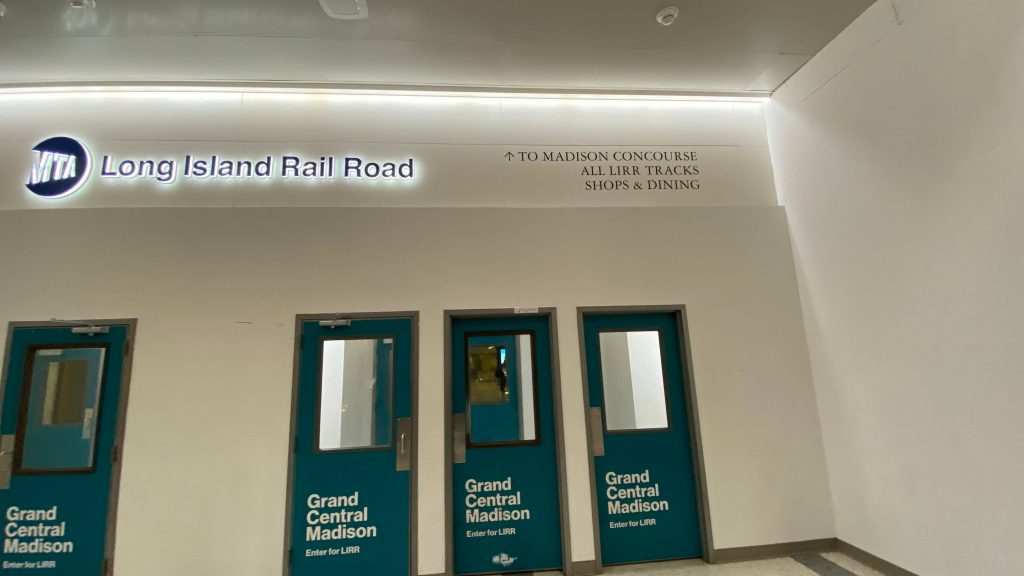 MTA Long Island Rail Road
↑ TO MADISON CONCOURSE
ALL LIRR TRACKS
SHOPS & DINING
Grand
Central
Madison
Enter for LIRR
Grand
Central
Madison
Enter for LIRR
Grand
Central
Madison
Enter for LIRR
Grand
Central
Madison
Enter for LIRR